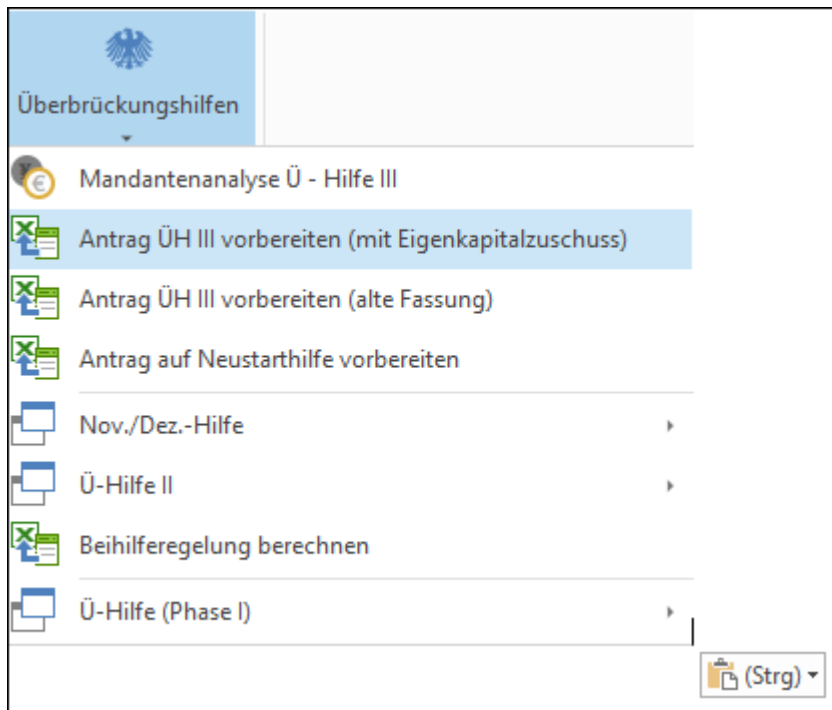 Überbrückungshilfen
Mandantenanalyse Ü - Hilfe III
Antrag ÜH III vorbereiten (mit Eigenkapitalzuschuss)
Antrag ÜH III vorbereiten (alte Fassung)
Antrag auf Neustarthilfe vorbereiten
Nov./Dez.-Hilfe
Ü-Hilfe II
Beihilferegelung berechnen
Ü-Hilfe (Phase I)
(Strg)